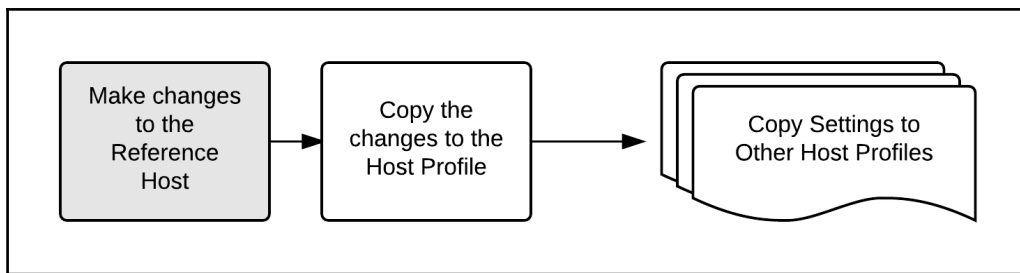 Make changes
to the
Reference
Host
Copy the
changes to the
Host Profile
Copy Settings to
Other Host Profiles